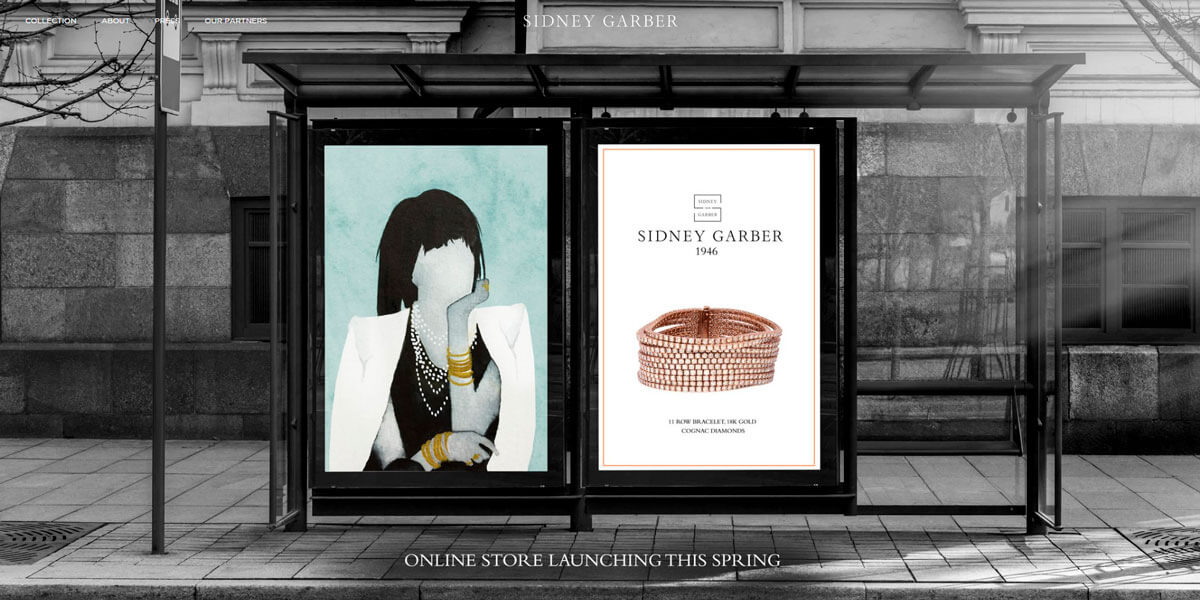 COLLECTION ABOUT PRESS OUR PARTNERS
SIDNEY GARBER
SIDNEY
GARBER
SIDNEY GARBER
1946
11 ROW BRACELET, 18K GOLD
COGNAC DIAMONDS
ONLINE STORE LAUNCHING THIS SPRING